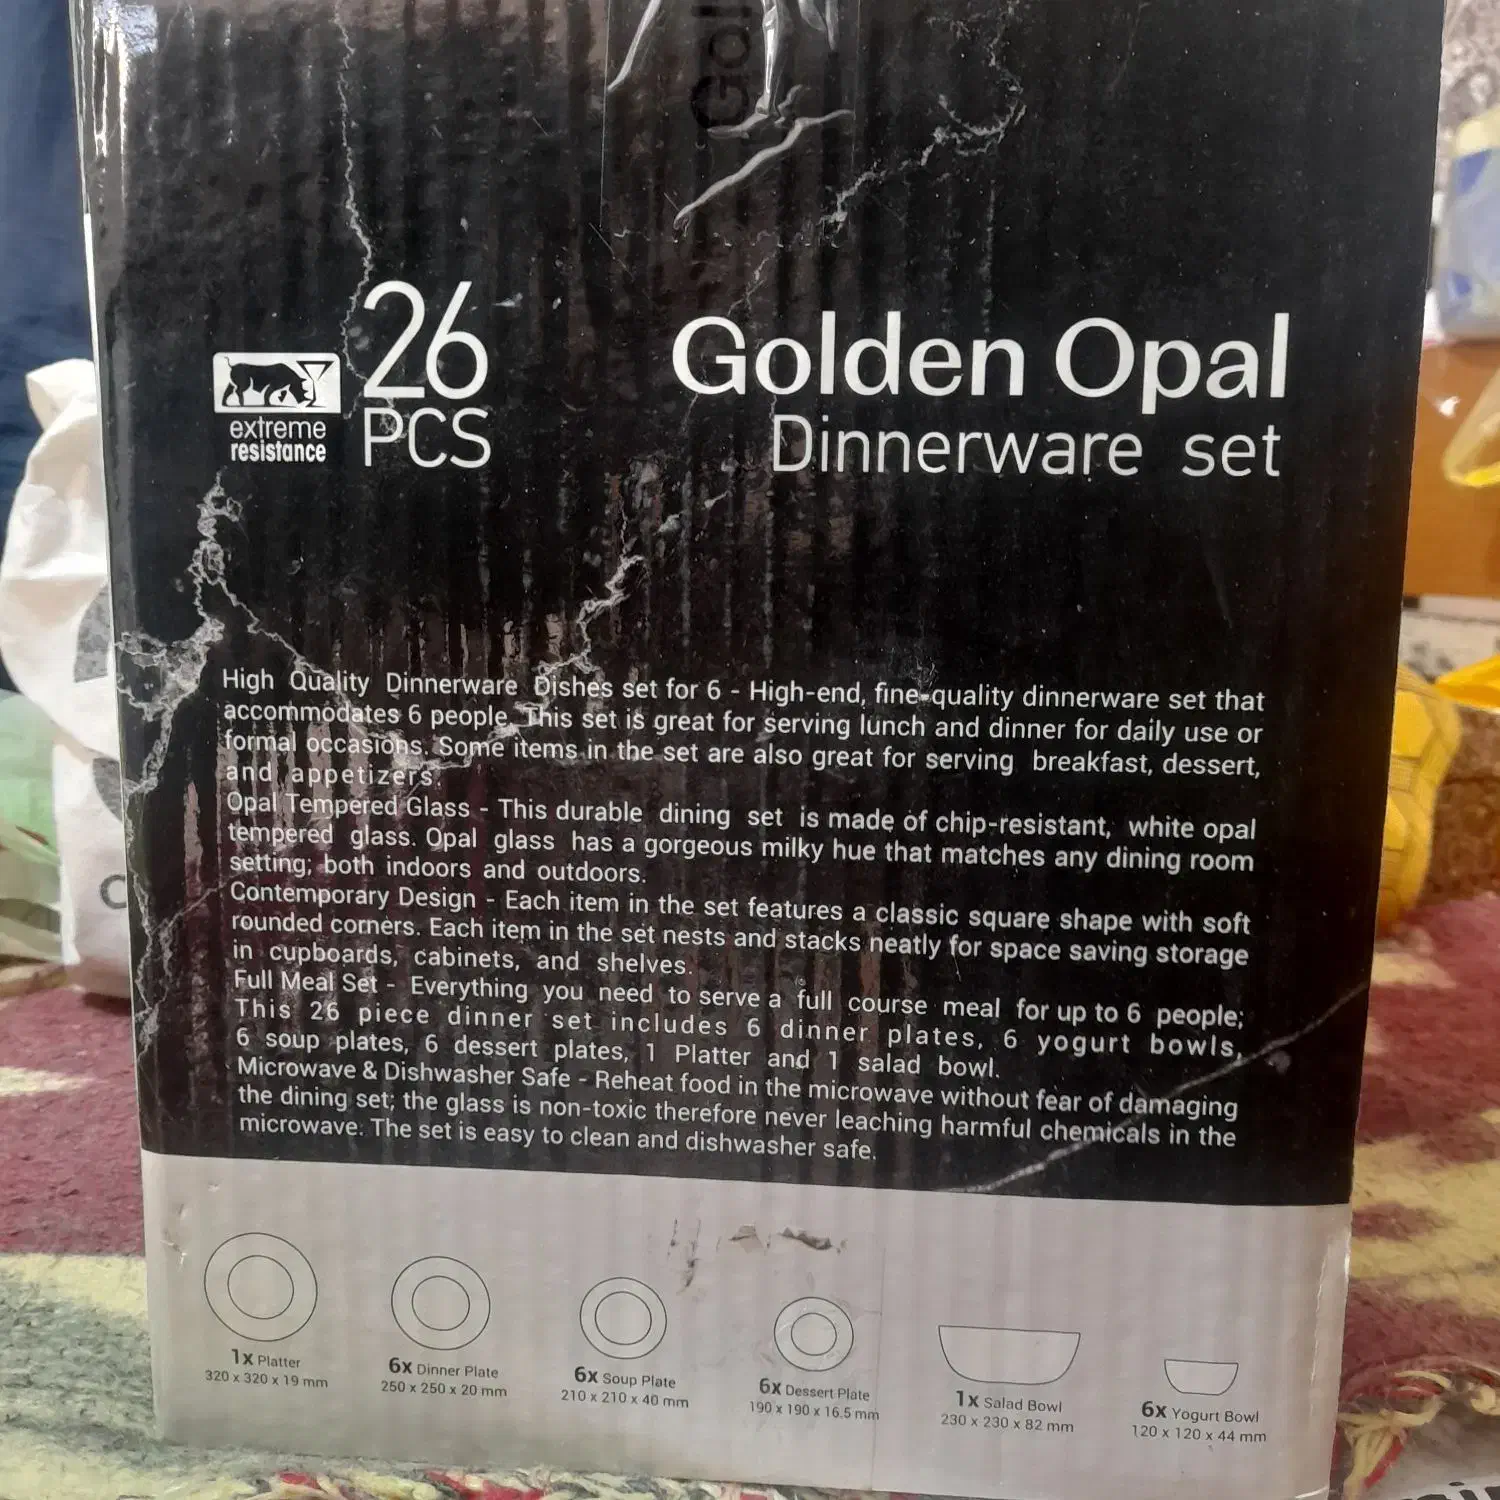 Gol
26
PCS
extreme
resistance
Golden Opal
Dinnerware set
High Quality Dinnerware Dishes set for 6 - High-end, fine-quality dinnerware set that
accommodates 6 people. This set is great for serving lunch and dinner for daily use or
formal occasions. Some items in the set are also great for serving breakfast, dessert,
and appetizers.
Opal Tempered Glass - This durable dining set is made of chip-resistant, white opal
tempered glass. Opal glass has a gorgeous milky hue that matches any dining room
setting; both indoors and outdoors.
Contemporary Design - Each item in the set features a classic square shape with soft
rounded corners. Each item in the set nests and stacks neatly for space saving storage
in cupboards, cabinets, and shelves.
Full Meal Set - Everything you need to serve a full course meal for up to 6 people;
This 26 piece dinner set includes 6 dinner plates, 6 yogurt bowls,
6 soup plates, 6 dessert plates, 1 Platter and 1 salad bowl.
Microwave & Dishwasher Safe - Reheat food in the microwave without fear of damaging
the dining set; the glass is non-toxic therefore never leaching harmful chemicals in the
microwave. The set is easy to clean and dishwasher safe.
1x Platter
320 x 320 x 19 mm
6x Dinner Plate
250 x 250 x 20 mm
6x Soup Plate
210 x 210 x 40 mm
6x Dessert Plate
190 x 190 x 16.5 mm
1x Salad Bowl
230 x 230 x 82 mm
6x Yogurt Bowl
120 x 120 x 44 mm